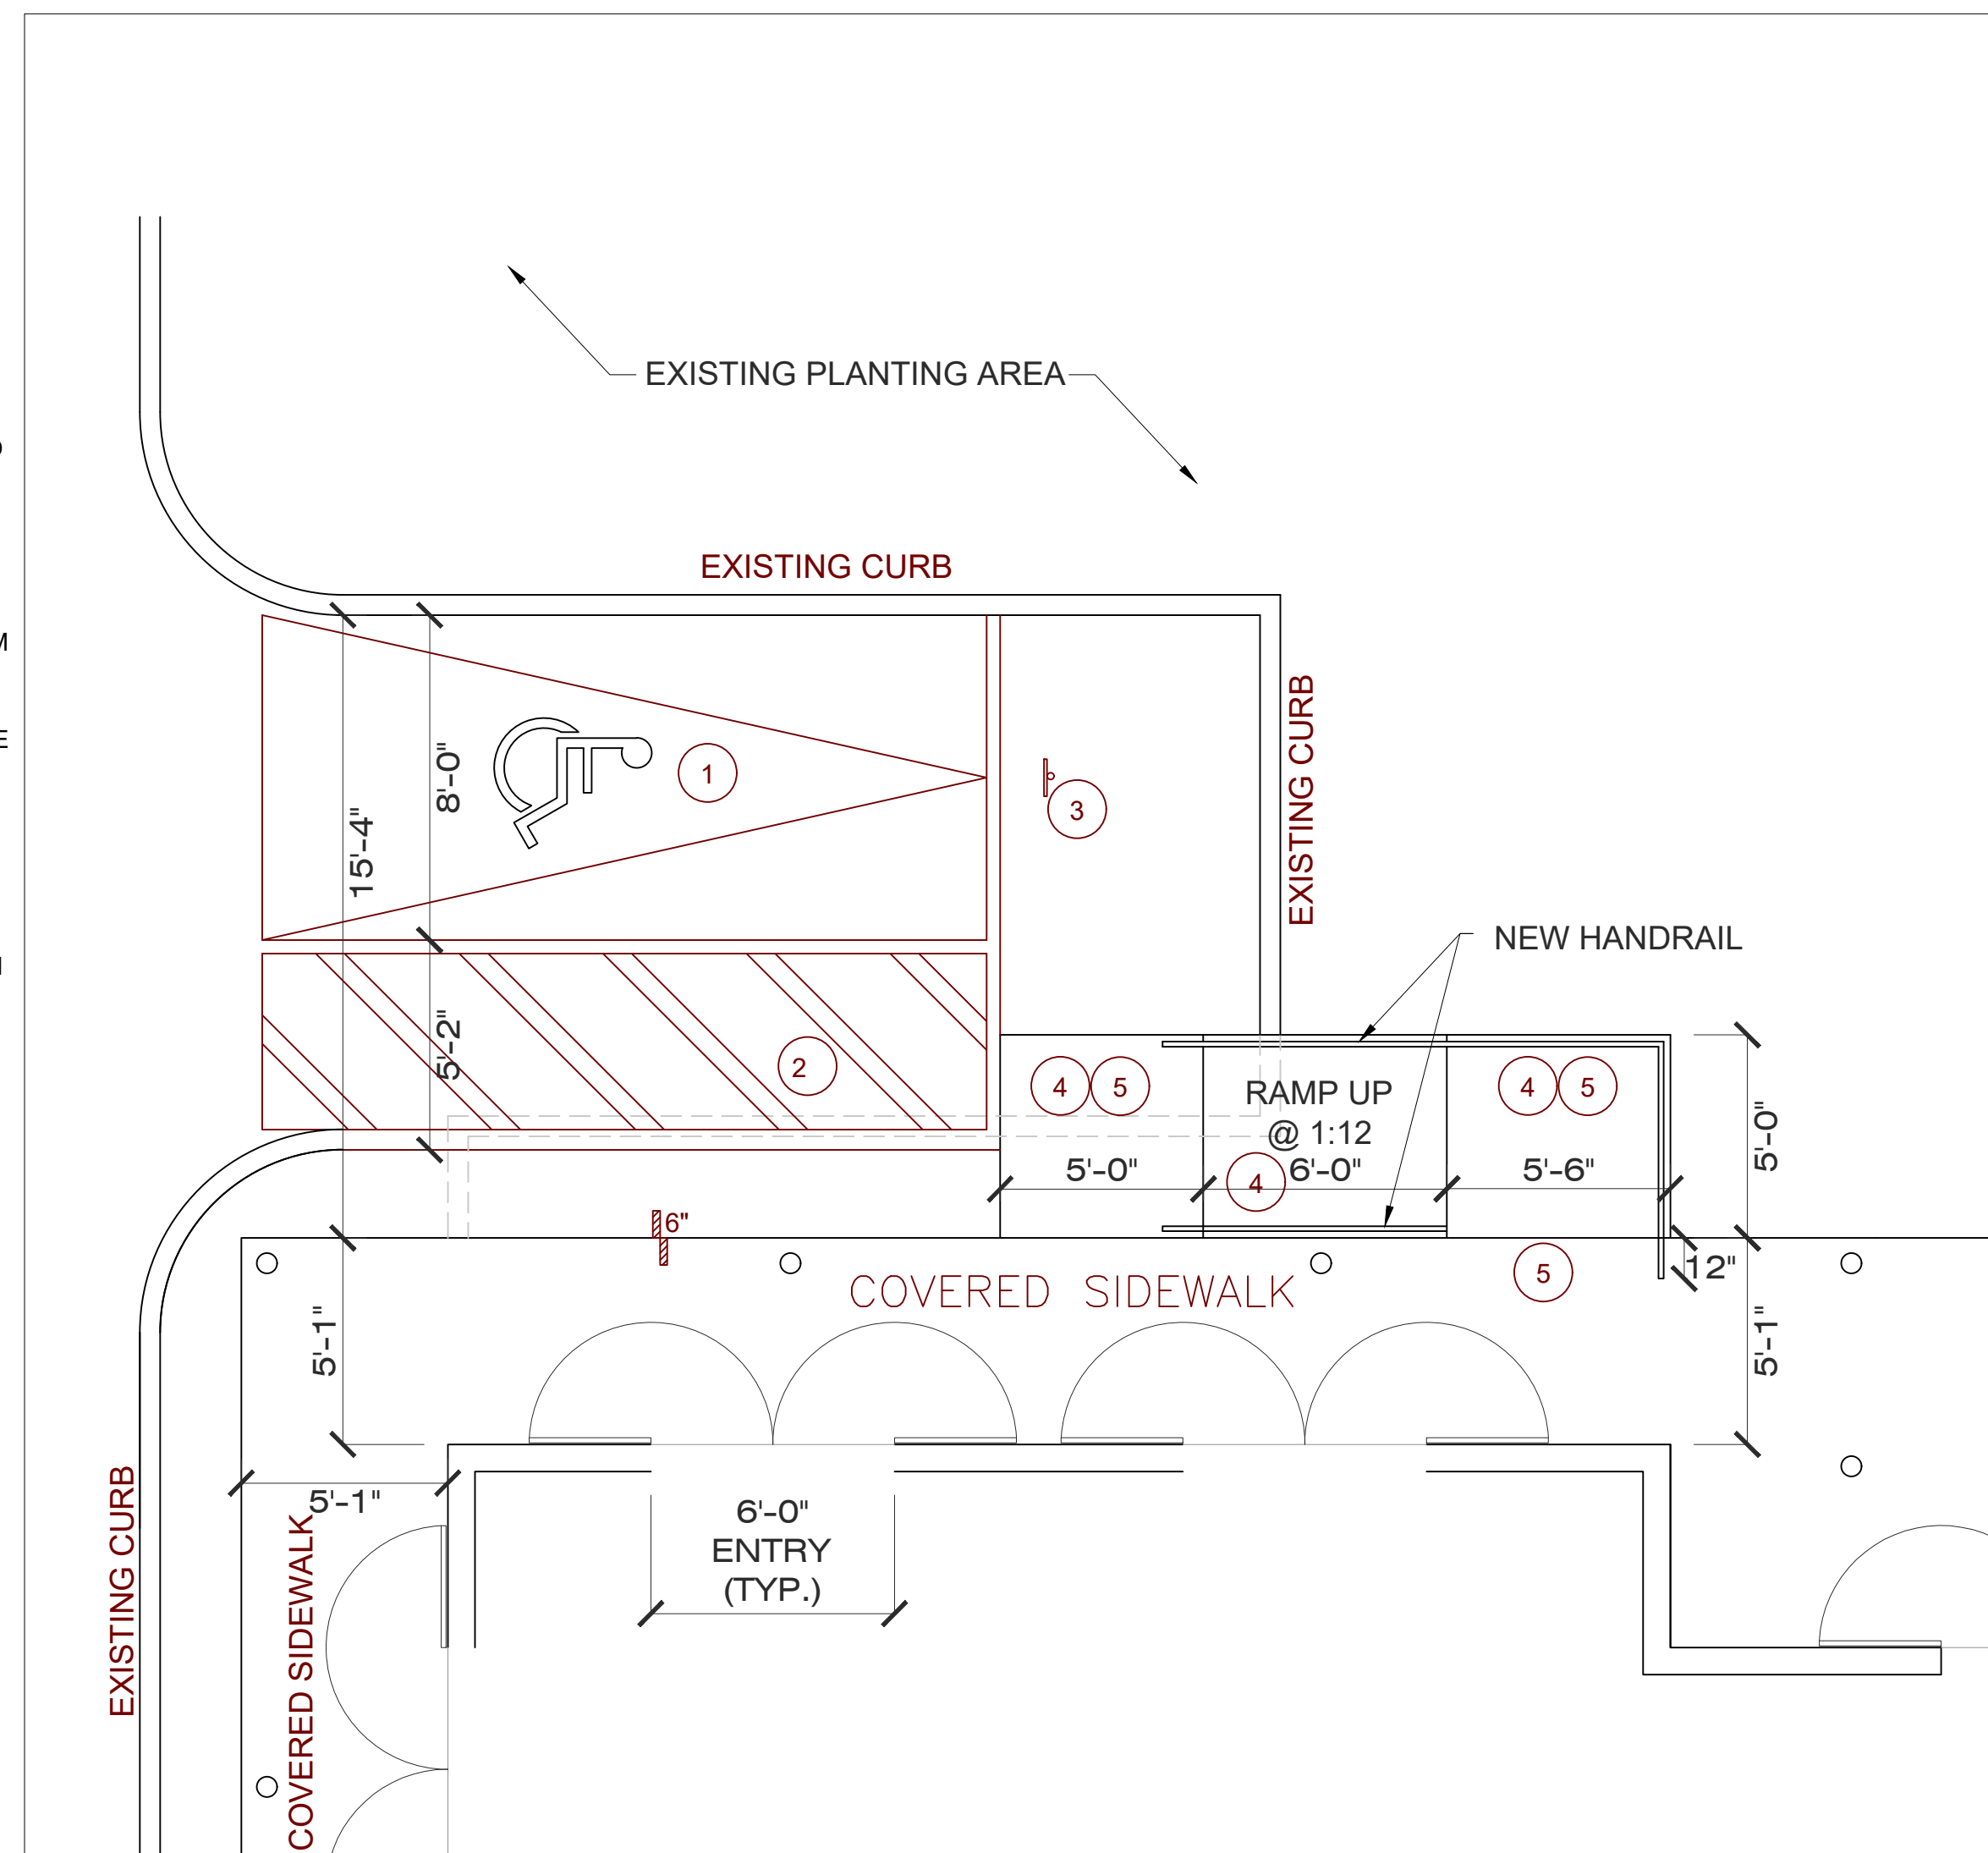 EXISTING PLANTING AREA
EXISTING CURB
EXISTING CURB
15'-4"
8'-0"
1
3
M
E
NEW HANDRAIL
5'-2"
2
4
5
RAMP UP
@ 1:12
4
5
5'-0"
5'-0"
4
6'-0"
5'-6"
6"
COVERED SIDEWALK
5
12"
5'-1"
5'-1"
5'-1"
6'-0"
ENTRY
(TYP.)
EXISTING CURB
COVERED SIDEWALK